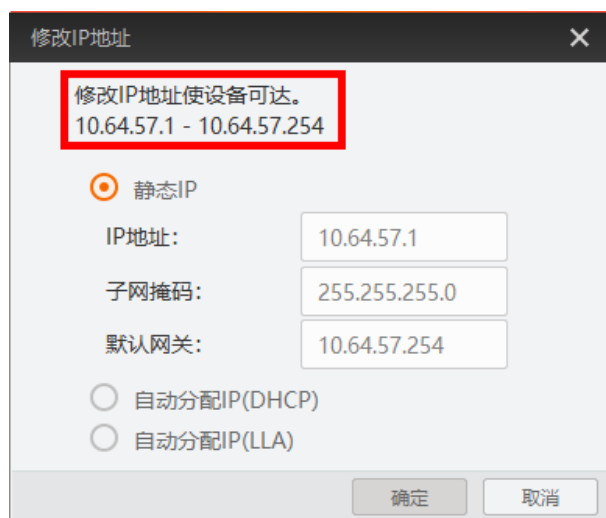 修改IP地址
修改IP地址使设备可达。
10.64.57.1 - 10.64.57.254
静态IP
IP地址: 10.64.57.1
子网掩码: 255.255.255.0
默认网关: 10.64.57.254
自动分配IP(DHCP)
自动分配IP(LLA)
确定 取消